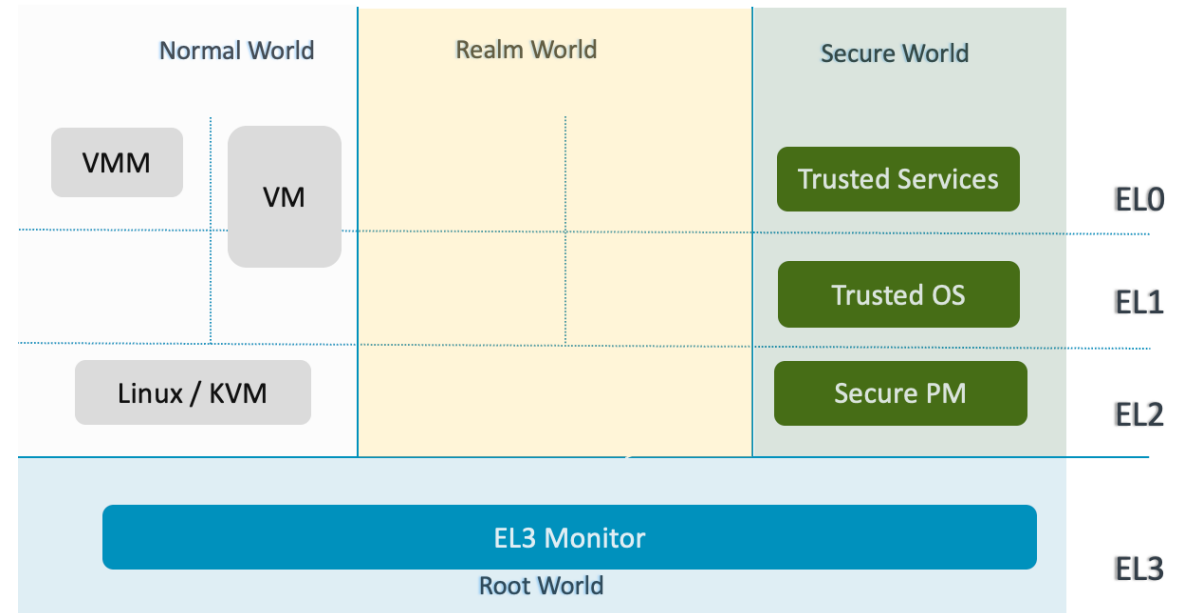 Normal World
Realm World
Secure World
VMM
VM
Trusted Services
EL0
Trusted OS
EL1
Linux / KVM
Secure PM
EL2
EL3 Monitor
Root World
EL3